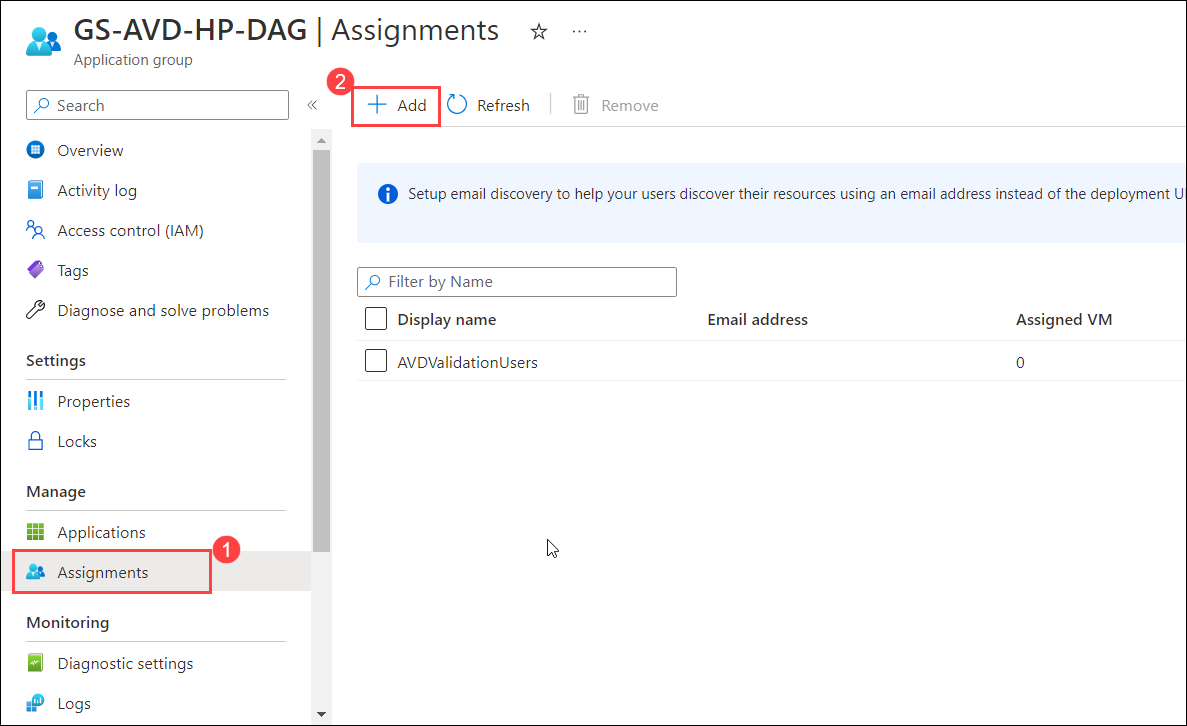 GS-AVD-HP-DAG | Assignments
Application group
Search
Overview
Activity log
Access control (IAM)
Tags
Diagnose and solve problems
Settings
Properties
Locks
Manage
Applications
Assignments
1
Monitoring
Diagnostic settings
Logs
2
Add
Refresh
Remove
Setup email discovery to help your users discover their resources using an email address instead of the deployment U
Filter by Name
Display name Email address Assigned VM
AVDValidationUsers 0